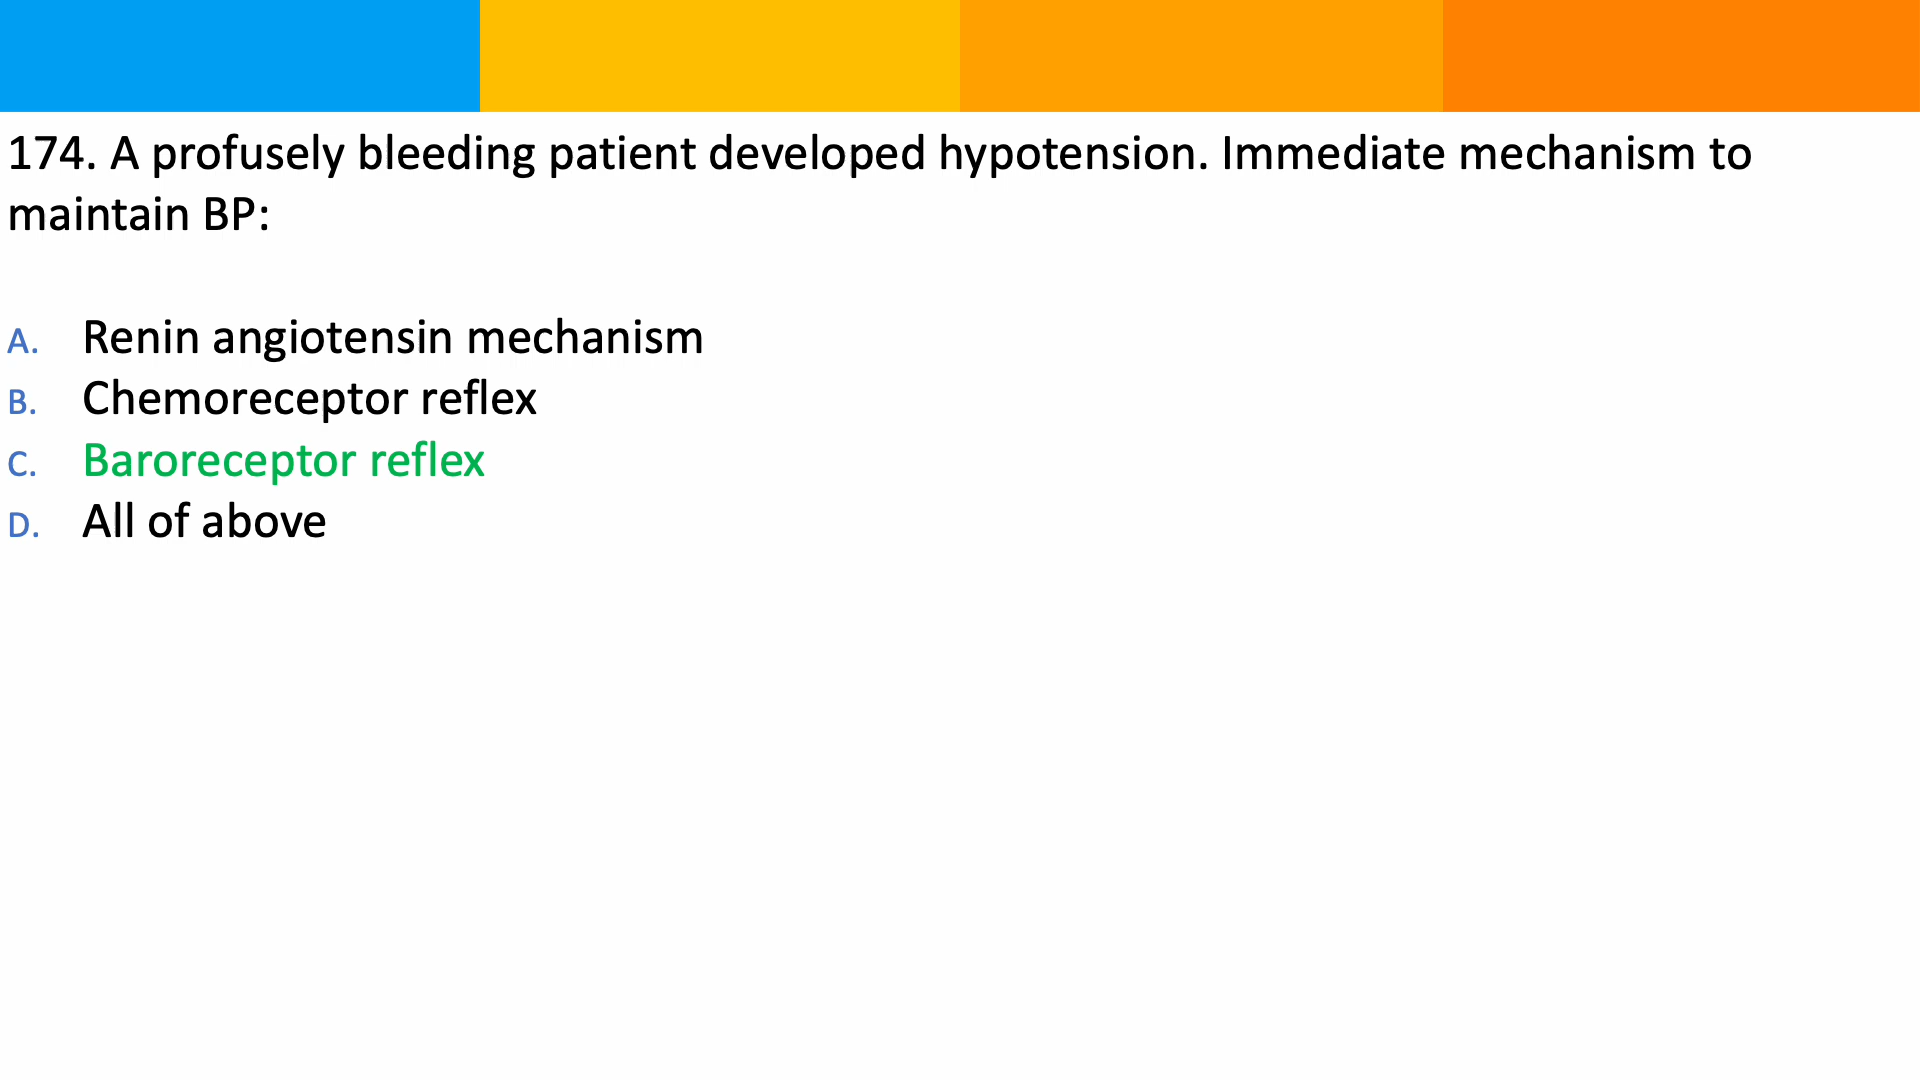 174. A profusely bleeding patient developed hypotension. Immediate mechanism to
maintain BP:
A. Renin angiotensin mechanism
B. Chemoreceptor reflex
C. Baroreceptor reflex
D. All of above